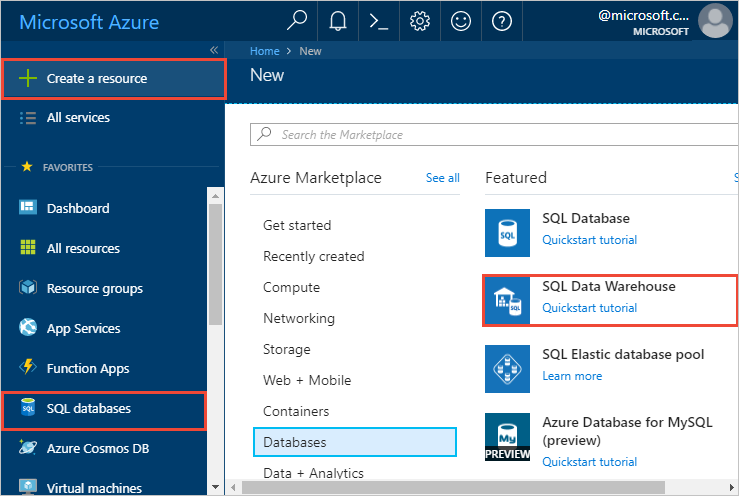 Microsoft Azure
@microsoft.c...
MICROSOFT
«
Home > New
Create a resource
New
All services
Search the Marketplace
FAVORITES
Azure Marketplace
See all
Featured
S
Dashboard
All resources
Resource groups
App Services
Function Apps
SQL databases
Azure Cosmos DB
Virtual machines
Get started
Recently created
Compute
Networking
Storage
Web + Mobile
Containers
Databases
Data + Analytics
SQL
SQL Database
Quickstart tutorial
SQL
SQL Data Warehouse
Quickstart tutorial
SQL Elastic database pool
Learn more
My
PREVIEW
Azure Database for MySQL
(preview)
Quickstart tutorial